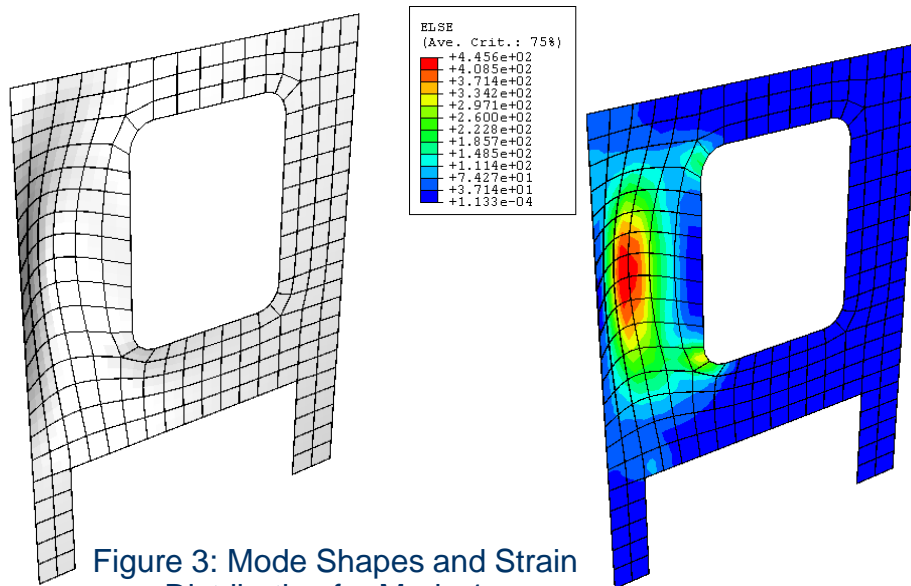 ELSE
(Ave. Crit.: 75%)
+4.456e+02
+4.085e+02
+3.714e+02
+3.342e+02
+2.971e+02
+2.600e+02
+2.228e+02
+1.857e+02
+1.485e+02
+1.114e+02
+7.427e+01
+3.714e+01
+1.133e-04
Figure 3: Mode Shapes and Strain